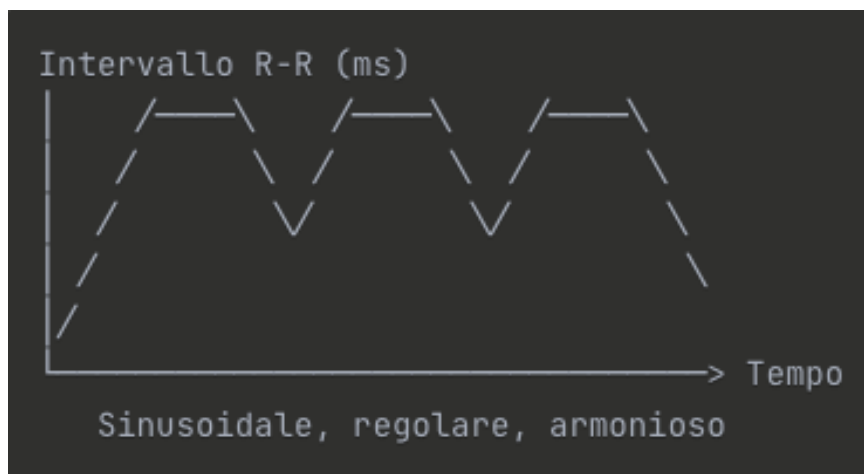 Intervallo R-R (ms)
Tempo
Sinusoidale, regolare, armonioso